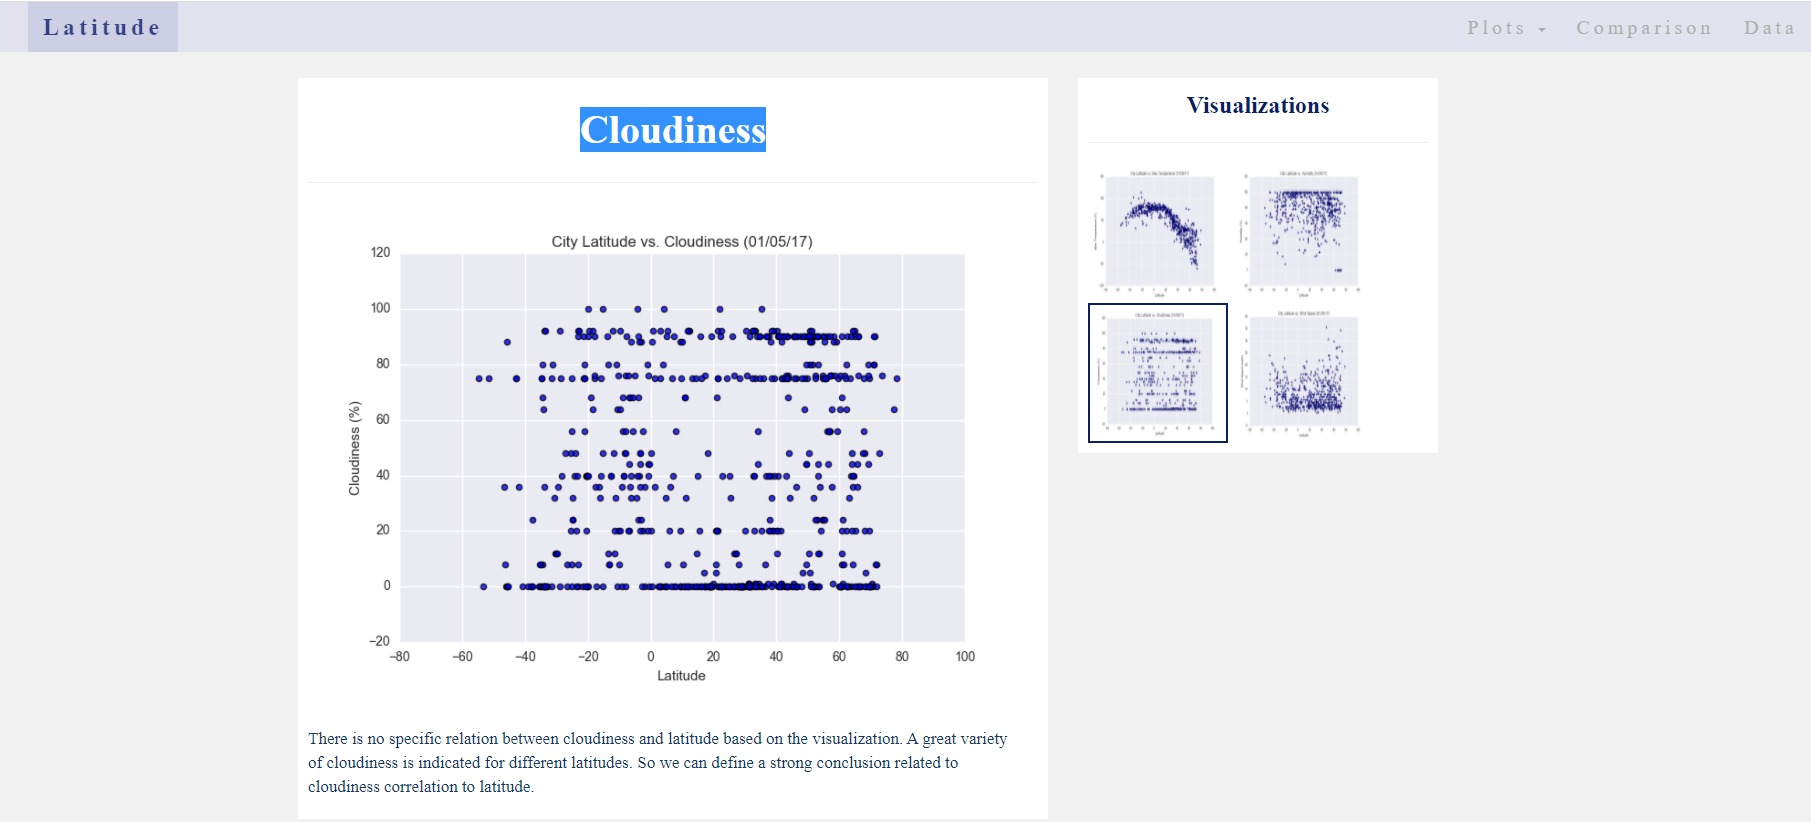 Latitude
Plots
Comparison
Data
Cloudiness
City Latitude vs. Cloudiness (01/05/17)
120
100
80
60
40
20
0
−20
Cloudiness (%)
−80 −60 −40 −20 0 20 40 60 80 100
Latitude
There is no specific relation between cloudiness and latitude based on the visualization. A great variety
of cloudiness is indicated for different latitudes. So we can define a strong conclusion related to
cloudiness correlation to latitude.
Visualizations